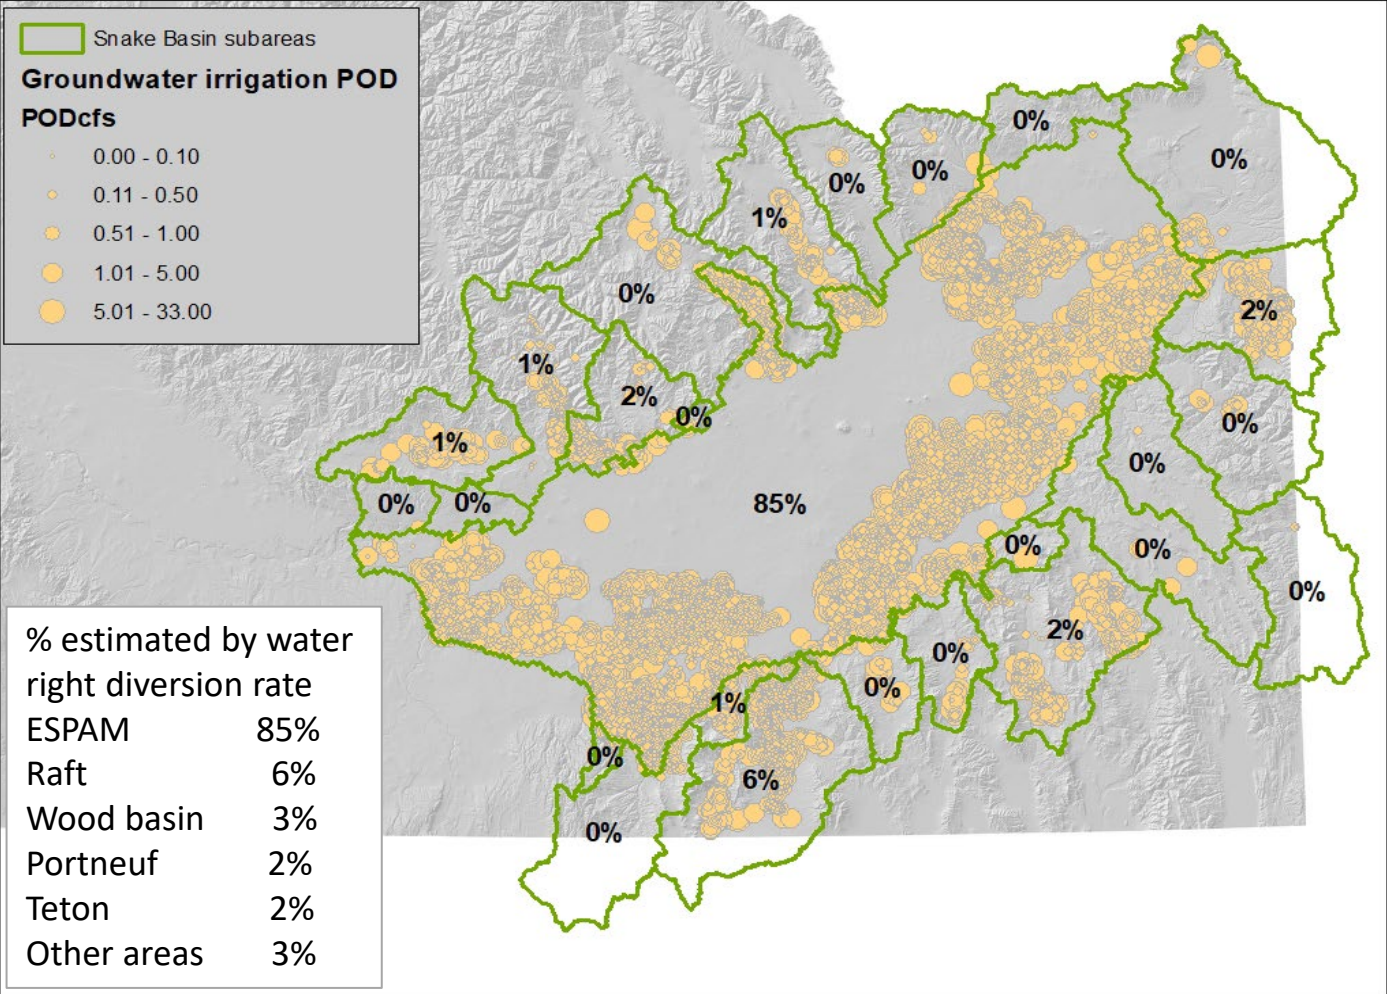 Snake Basin subareas
Groundwater irrigation POD
PODcfs
0.00 - 0.10
0.11 - 0.50
0.51 - 1.00
1.01 - 5.00
5.01 - 33.00
0%
0%
0%
0%
1%
0%
2%
1%
2%
0%
0%
1%
0%
0%
0%
85%
0%
0%
0%
2%
0%
0%
1%
0%
6%
0%
% estimated by water
right diversion rate
ESPAM 85%
Raft 6%
Wood basin 3%
Portneuf 2%
Teton 2%
Other areas 3%